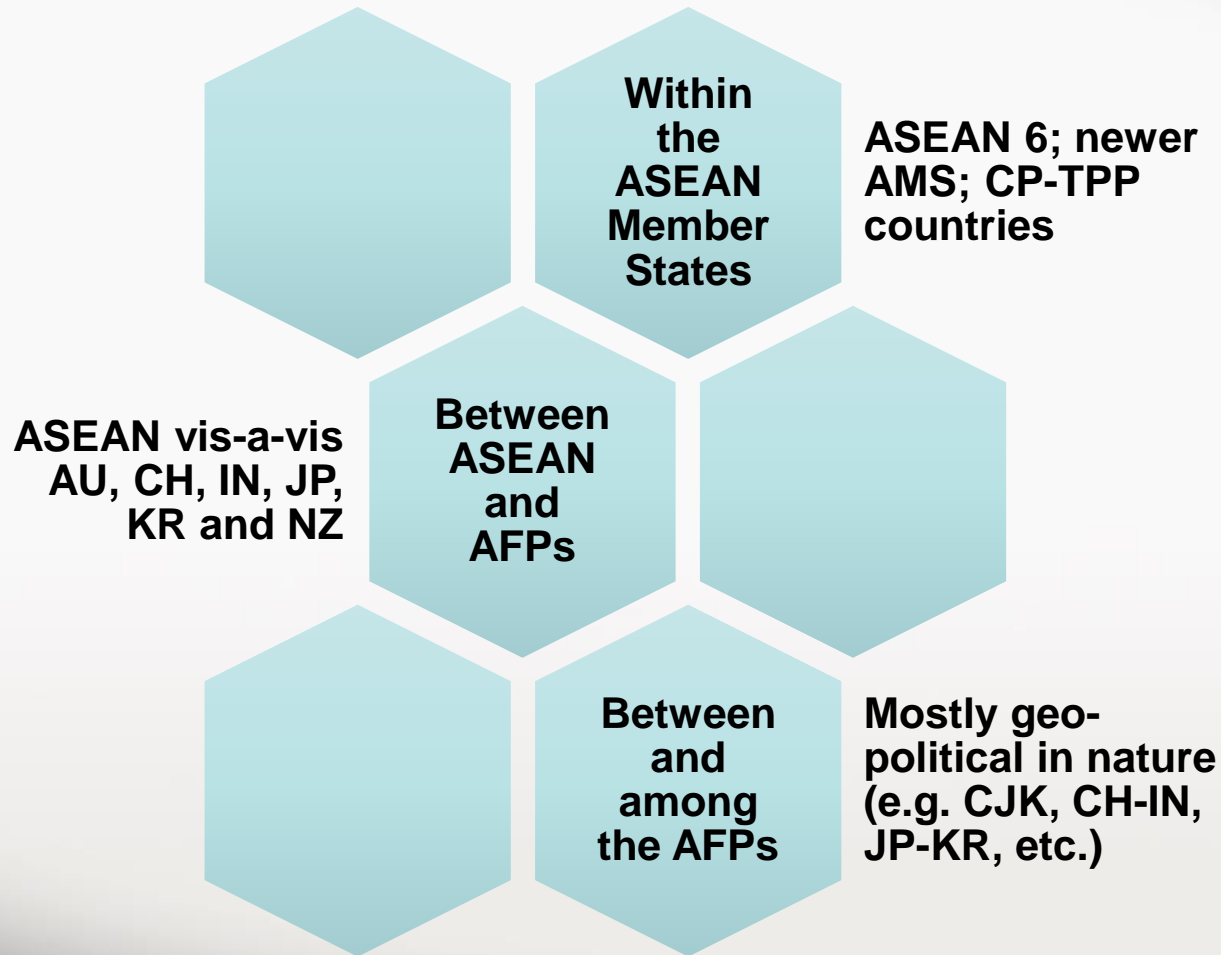 Within
the
ASEAN
Member
States
ASEAN 6; newer
AMS; CP-TPP
countries
ASEAN vis-a-vis
AU, CH, IN, JP,
KR and NZ
Between
ASEAN
and
AFPs
Between
and
among
the AFPs
Mostly geo-
political in nature
(e.g. CJK, CH-IN,
JP-KR, etc.)